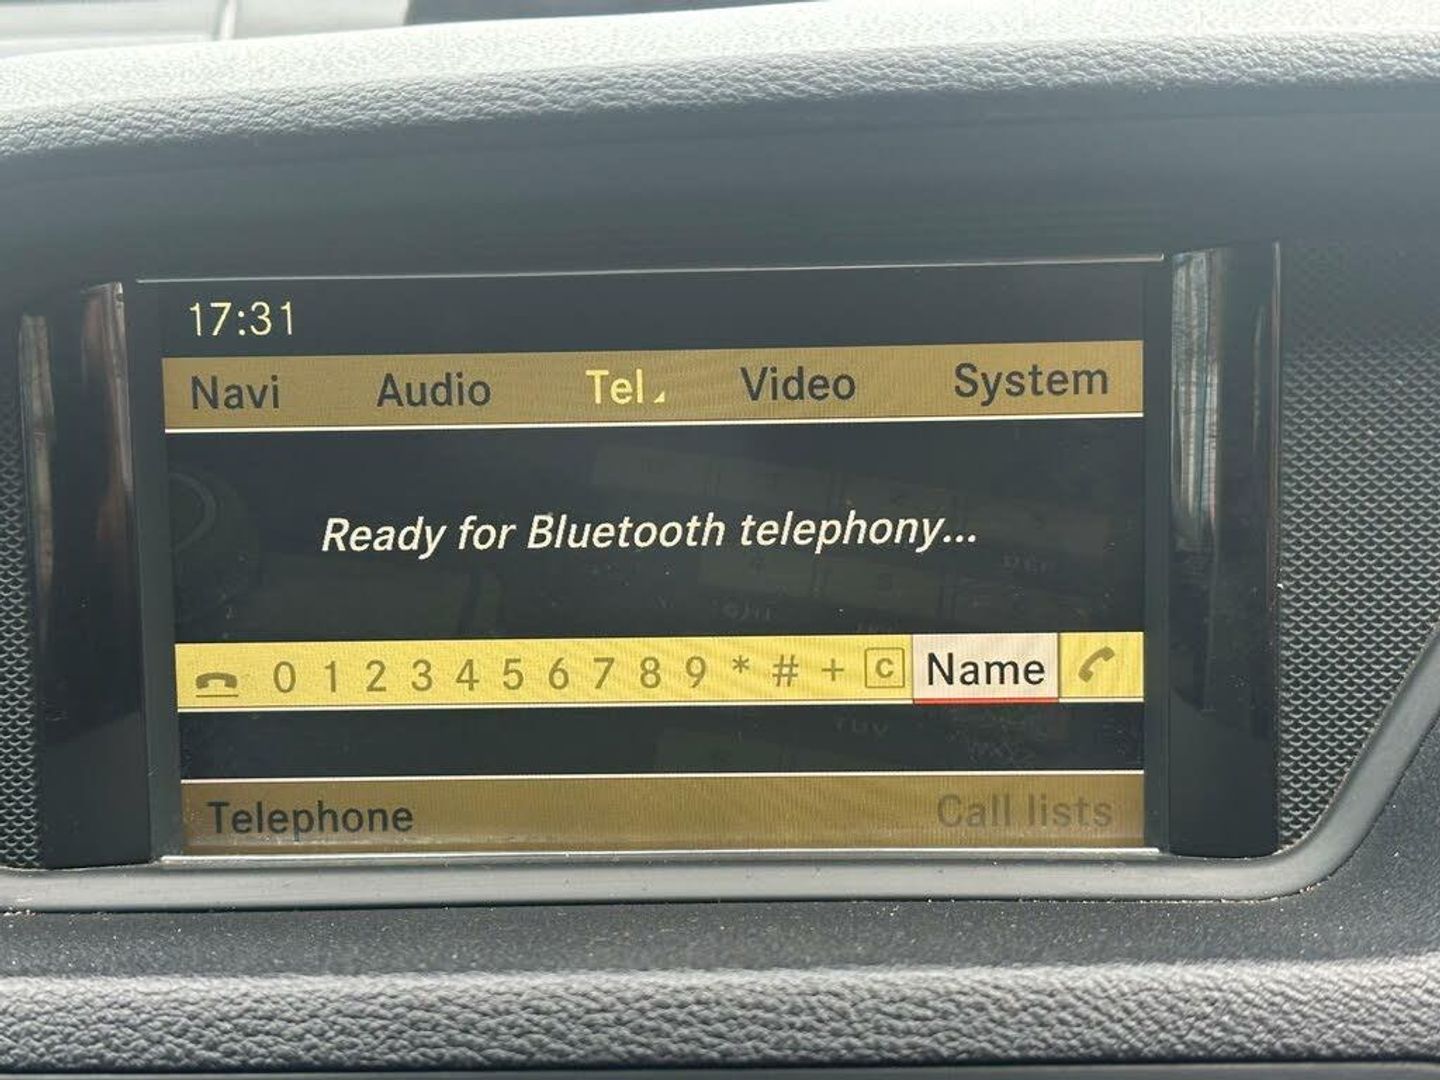 17:31
Navi Audio Tel Video System
Ready for Bluetooth telephony...
0 1 2 3 4 5 6 7 8 9 * # + C Name
Telephone Call lists